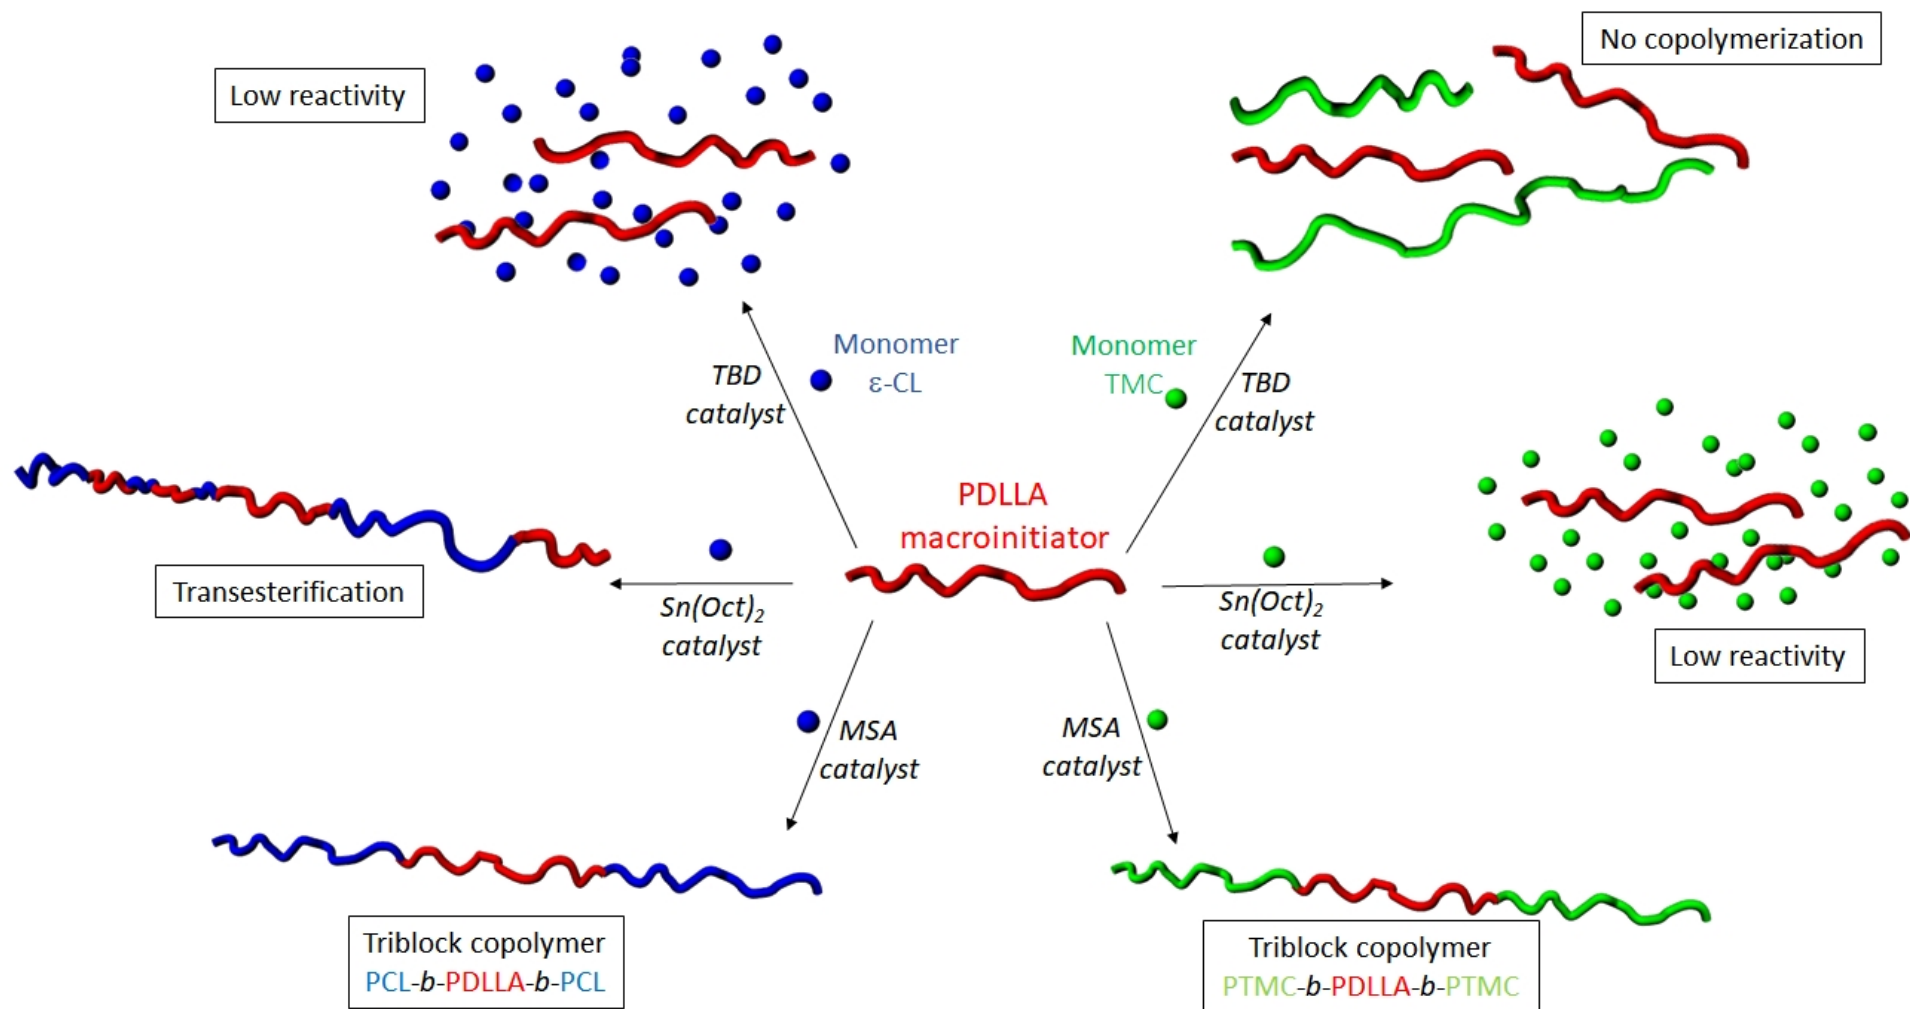 No copolymerization
Low reactivity
Monomer
ε-CL
Monomer
TMC
TBD
catalyst
TBD
catalyst
PDLLA
macroinitiator
Transesterification
Sn(Oct)2
catalyst
Sn(Oct)2
catalyst
Low reactivity
MSA
catalyst
MSA
catalyst
Triblock copolymer
PCL-b-PDLLA-b-PCL
Triblock copolymer
PTMC-b-PDLLA-b-PTMC